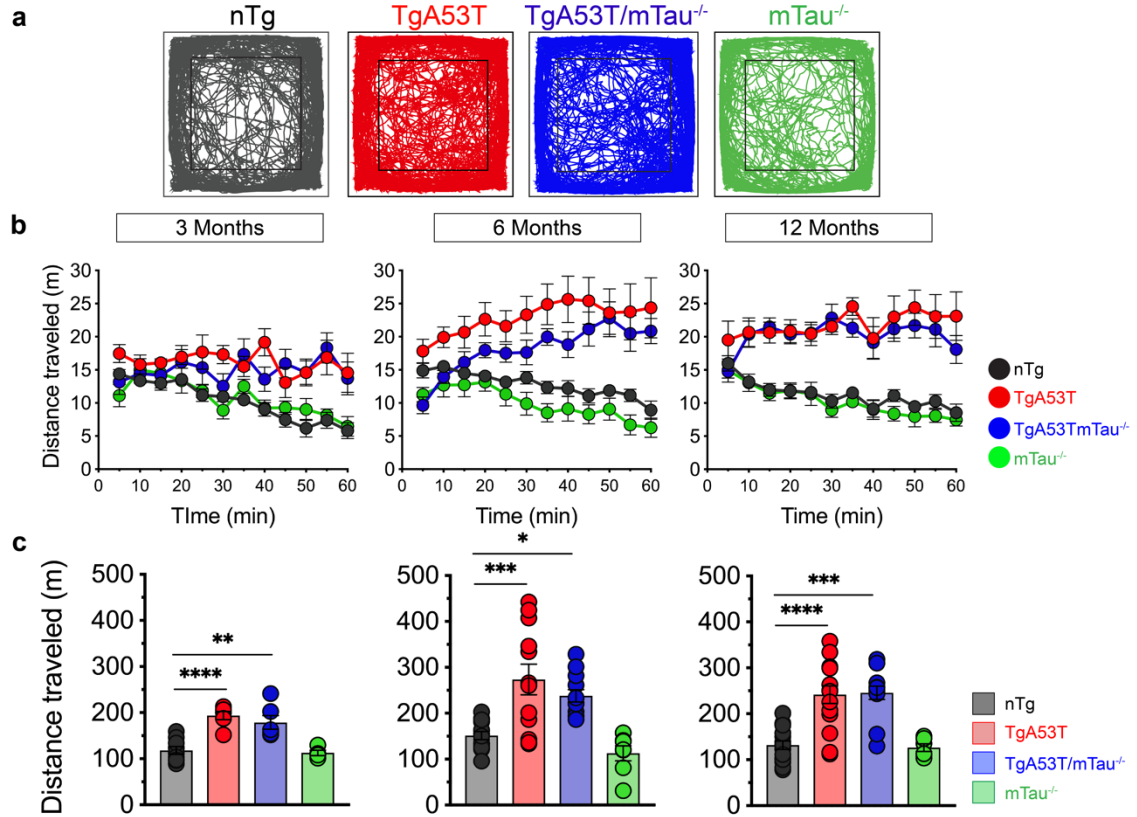 a nTg TgA53T TgA53T/mTau-/- mTau-/-
b 3 Months 6 Months 12 Months
Distance traveled (m)
30 30 30
25 25 25
20 20 20
15 15 15
10 10 10
5 5 5
0 0 0
0 10 20 30 40 50 60 0 10 20 30 40 50 60 0 10 20 30 40 50 60
TIme (min) Time (min) Time (min)
nTg
TgA53T
TgA53TmTau-/-
mTau-/-
c
Distance traveled (m)
500 500 500
400 400 400
300 300 300
200 200 200
100 100 100
0 0 0
** * ***
**** *** ****
nTg
TgA53T
TgA53T/mTau-/-
mTau-/-